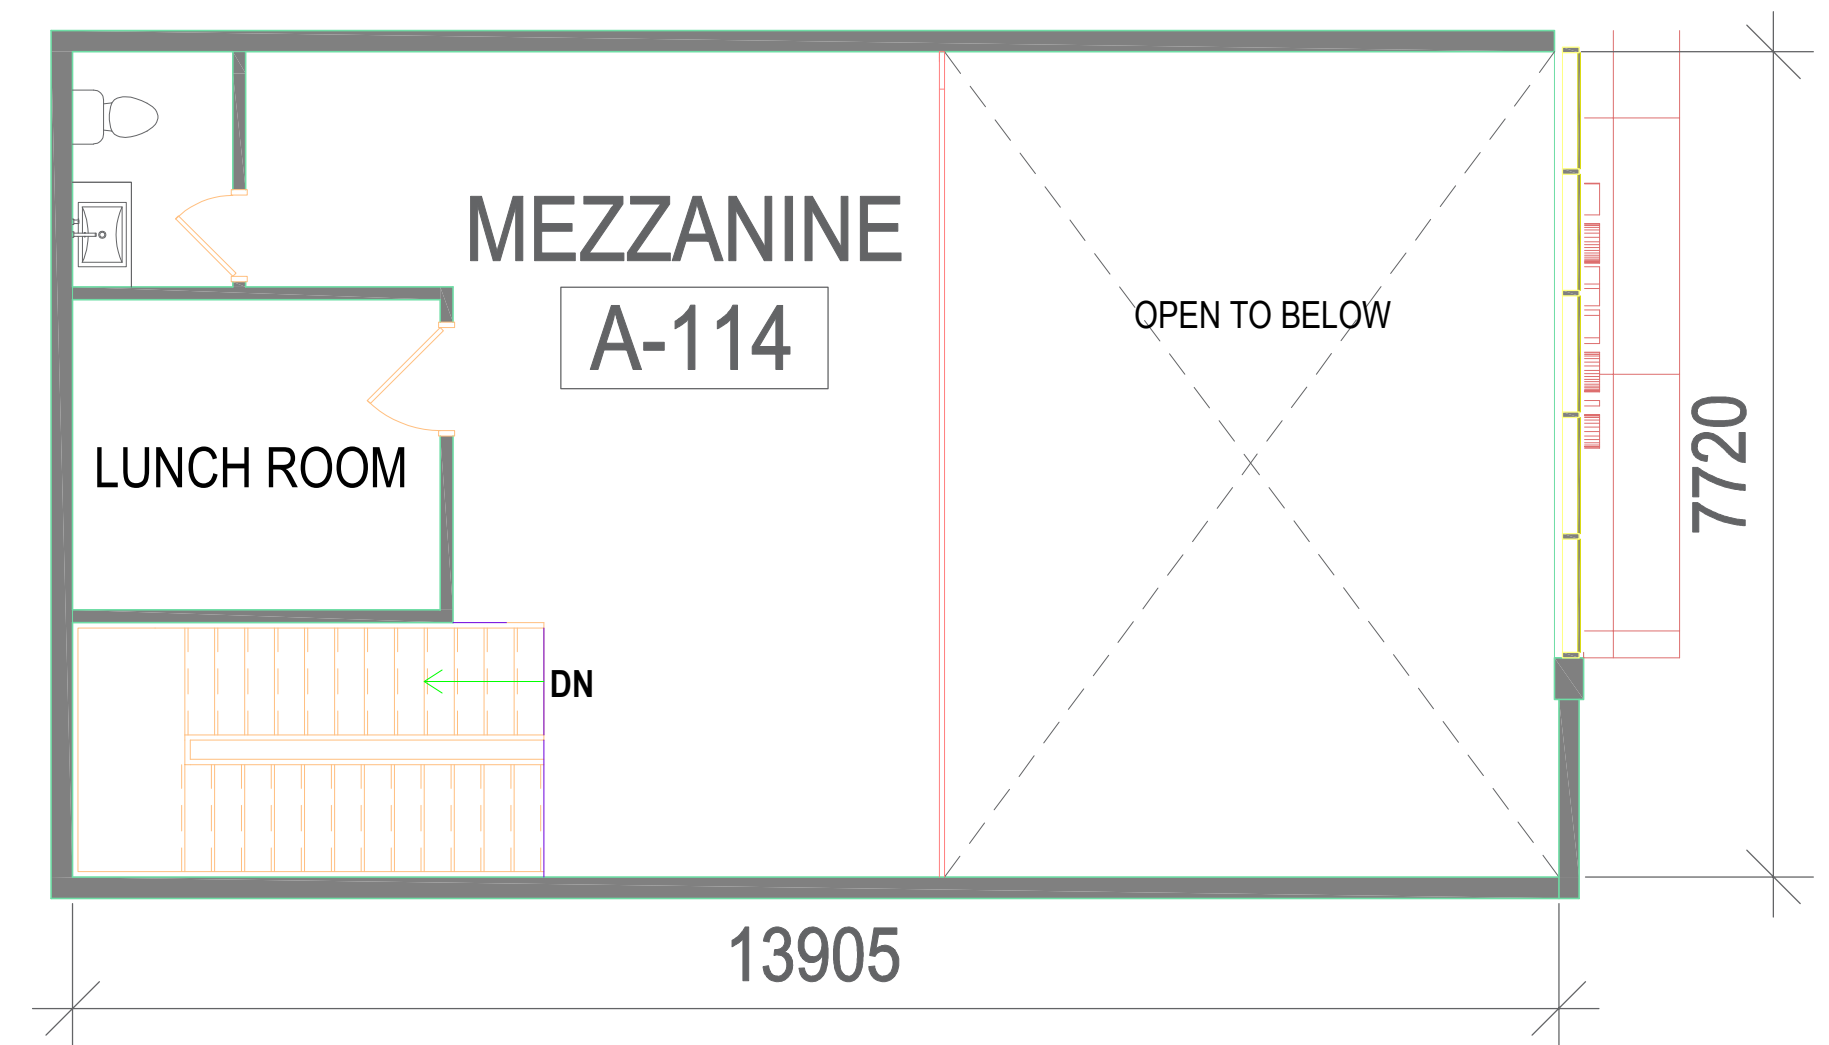 MEZZANINE
A-114
OPEN TO BELOW
LUNCH ROOM
7720
DN
13905